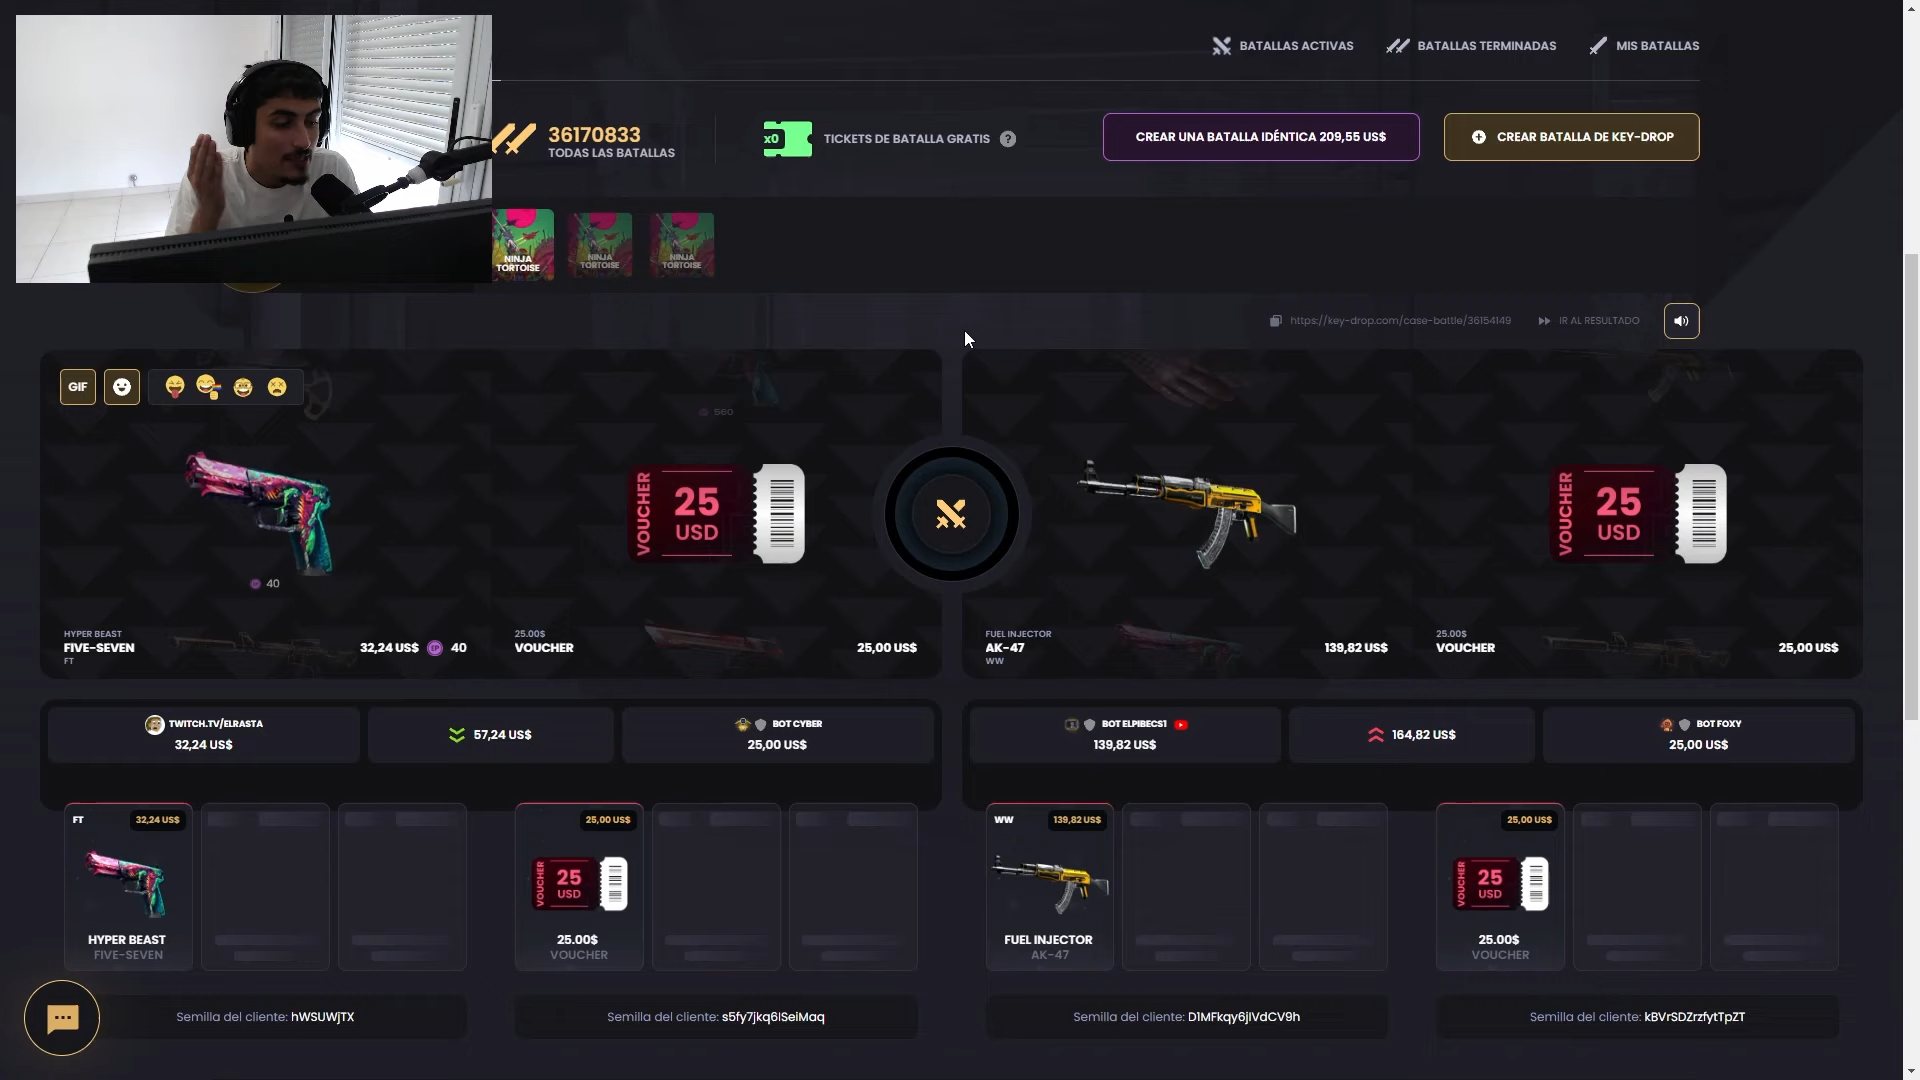 BATALLAS ACTIVAS
BATALLAS TERMINADAS
MIS BATALLAS
36170833
TODAS LAS BATALLAS
x0
TICKETS DE BATALLA GRATIS ?
CREAR UNA BATALLA IDÉNTICA 209,55 US$
CREAR BATALLA DE KEY-DROP
NINJA
TORTOISE
NINJA
TORTOISE
NINJA
TORTOISE
https://key-drop.com/case-battle/36154149
IR AL RESULTADO
GIF
560
VOUCHER
25
USD
VOUCHER
25
USD
40
HYPER BEAST
FIVE-SEVEN
FT
32,24 US$
40
25.00$
VOUCHER
25,00 US$
FUEL INJECTOR
AK-47
WW
139,82 US$
25.00$
VOUCHER
25,00 US$
TWITCH.TV/ELRASTA
32,24 US$
57,24 US$
BOT CYBER
25,00 US$
BOT ELPIBECS1
139,82 US$
164,82 US$
BOT FOXY
25,00 US$
FT
32,24 US$
HYPER BEAST
FIVE-SEVEN
25,00 US$
VOUCHER
25
USD
25.00$
VOUCHER
WW
139,82 US$
FUEL INJECTOR
AK-47
25,00 US$
VOUCHER
25
USD
25.00$
VOUCHER
Semilla del cliente: hWSUWjTX
Semilla del cliente: s5fy7jkq6ISeiMaq
Semilla del cliente: D1MFkqy6jIVdCV9h
Semilla del cliente: kBVrSDZrzfytTpZT